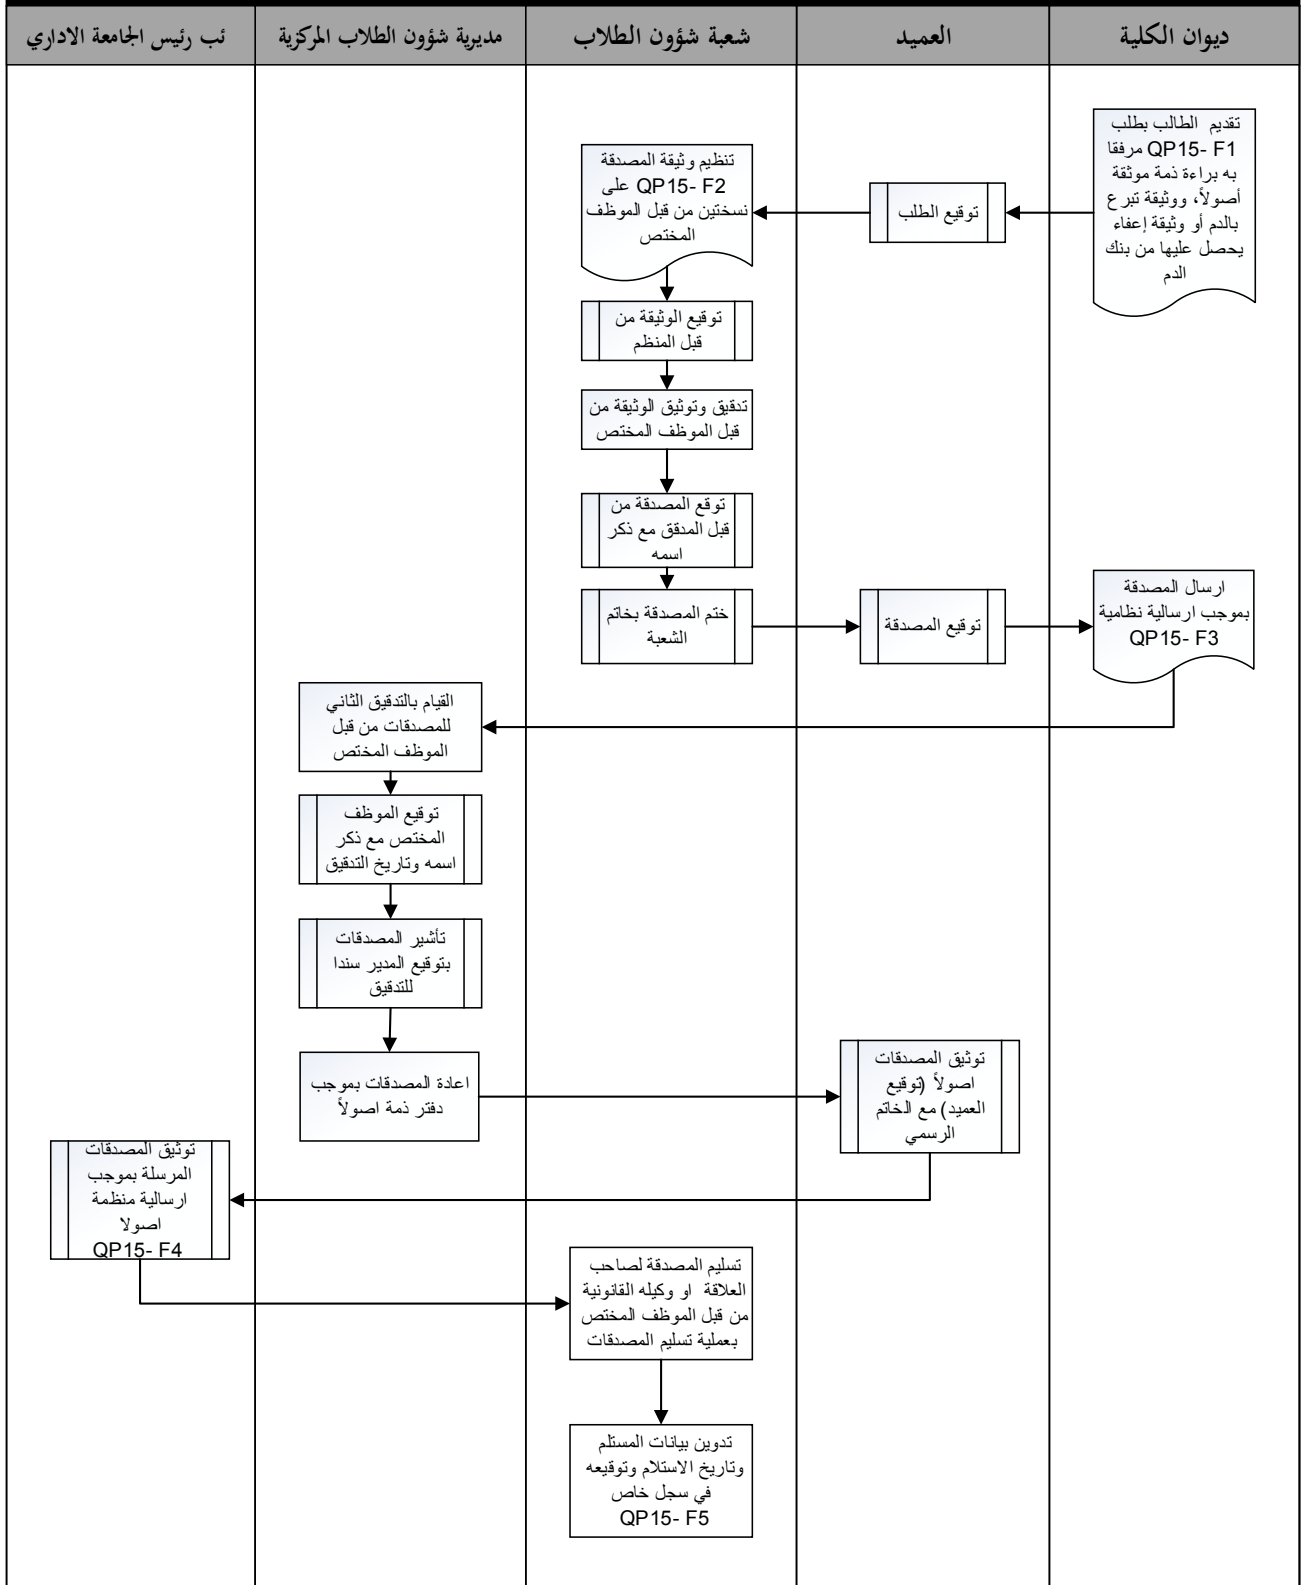 ديوان الكلية
العميد
شعبة شؤون الطلاب
مديرية شؤون الطلاب المركزية
ئب رئيس الجامعة الاداري
تقديم الطالب بطلب
QP15- F1 مرفقا
به براءة ذمة موثقة
أصولاً، ووثيقة تبرع
بالدم أو وثيقة إعفاء
يحصل عليها من بنك
الدم
توقيع الطلب
تنظيم وثيقة المصدقة
QP15- F2 على
نسختين من قبل الموظف
المختص
توقيع الوثيقة من
قبل المنظم
تدقيق وتوثيق الوثيقة من
قبل الموظف المختص
توقع المصدقة من
قبل المدقق مع ذكر
اسمه
ختم المصدقة بخاتم
الشعبة
توقيع المصدقة
ارسال المصدقة
بموجب ارسالية نظامية
QP15- F3
القيام بالتدقيق الثاني
للمصدقات من قبل
الموظف المختص
توقيع الموظف
المختص مع ذكر
اسمه وتاريخ التدقيق
تأشير المصدقات
بتوقيع المدير سندا
للتدقيق
اعادة المصدقات بموجب
دفتر ذمة اصولاً
توثيق المصدقات
اصولاً (توقيع
العميد) مع الخاتم
الرسمي
توثيق المصدقات
المرسلة بموجب
ارسالية منظمة
اصولا
QP15- F4
تسليم المصدقة لصاحب
العلاقة او وكيله القانونية
من قبل الموظف المختص
بعملية تسليم المصدقات
تدوين بيانات المستلم
وتاريخ الاستلام وتوقيعه
في سجل خاص
QP15- F5